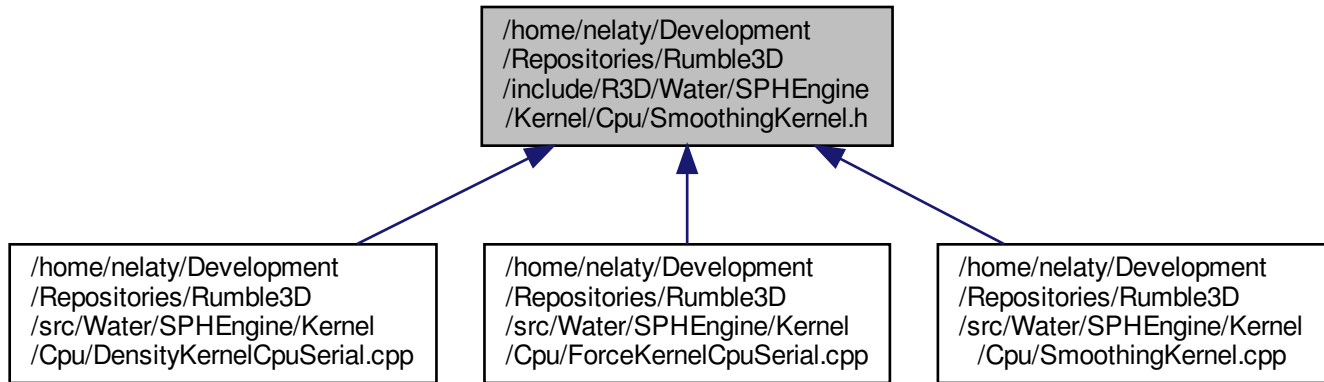 /home/nelaty/Development
/Repositories/Rumble3D
/include/R3D/Water/SPHEngine
/Kernel/Cpu/SmoothingKernel.h
/home/nelaty/Development
/Repositories/Rumble3D
/src/Water/SPHEngine/Kernel
/Cpu/DensityKernelCpuSerial.cpp
/home/nelaty/Development
/Repositories/Rumble3D
/src/Water/SPHEngine/Kernel
/Cpu/ForceKernelCpuSerial.cpp
/home/nelaty/Development
/Repositories/Rumble3D
/src/Water/SPHEngine/Kernel
/Cpu/SmoothingKernel.cpp